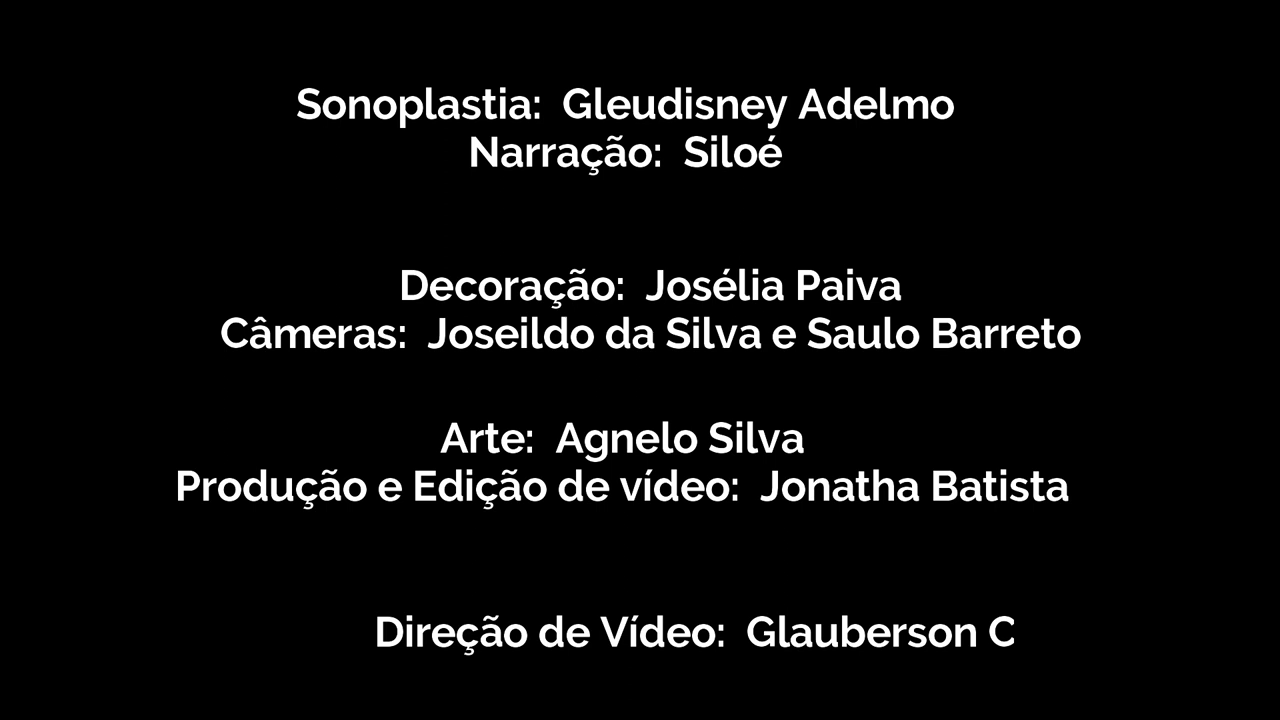 Sonoplastia: Gleudisney Adelmo
Narração: Siloé
Decoração: Josélia Paiva
Câmeras: Joseildo da Silva e Saulo Barreto
Arte: Agnelo Silva
Produção e Edição de vídeo: Jonatha Batista
Direção de Vídeo: Glauberson C